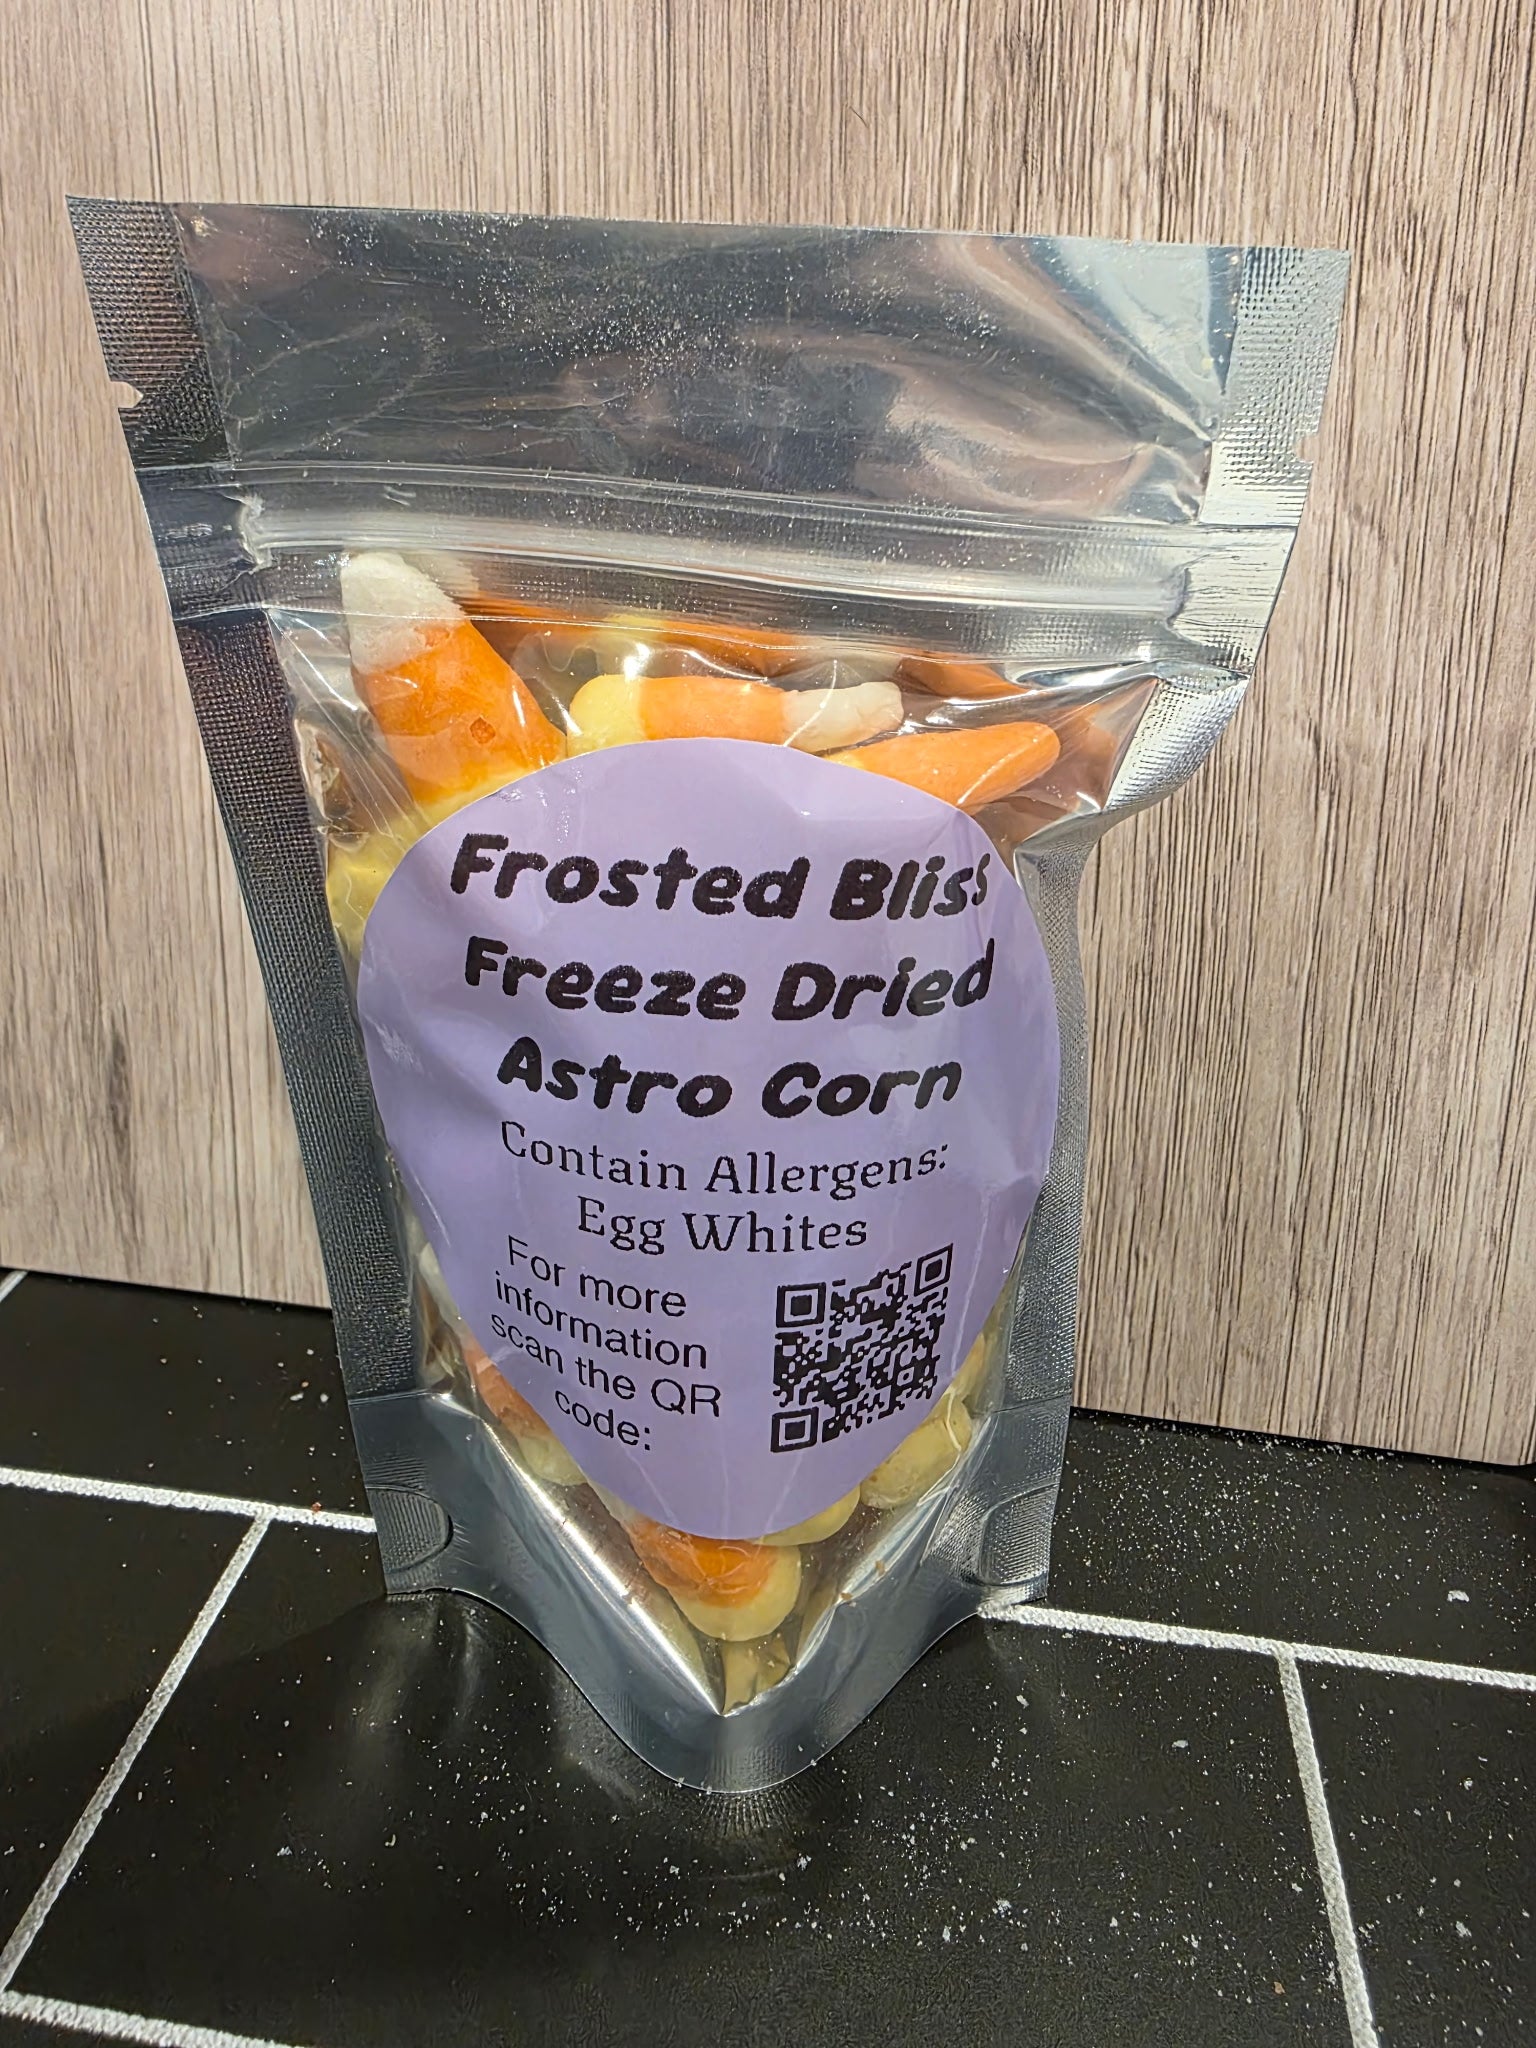 Frosted Bliss
Freeze Dried
Astro Corn
Contain Allergens:
Egg Whites
For more
information
scan the QR
code: